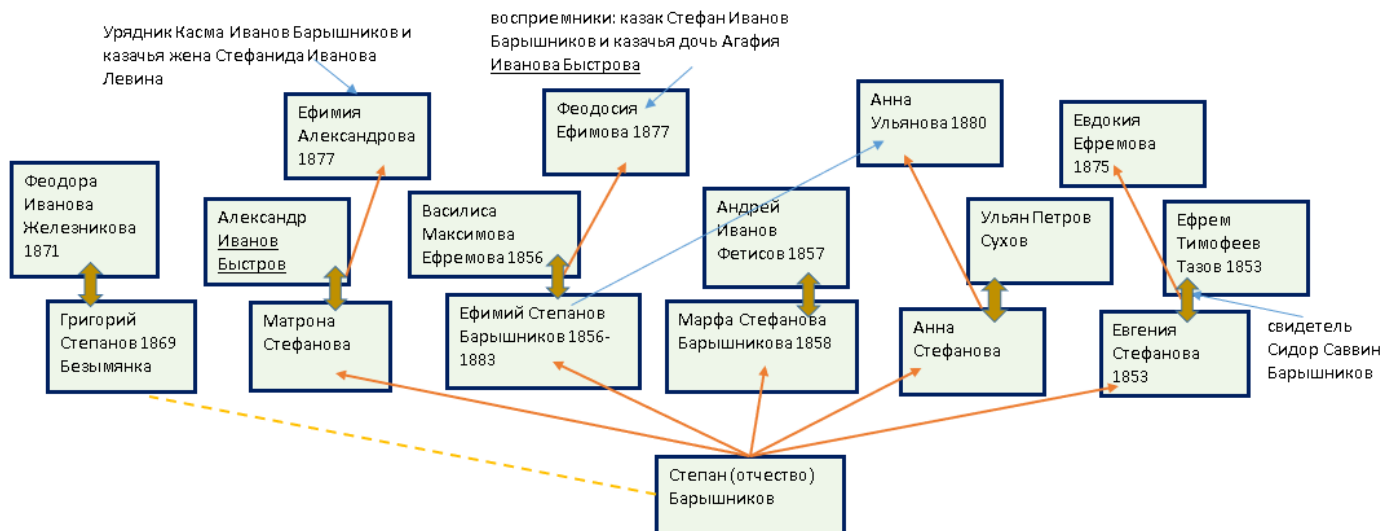 Урядник Касма Иванов Барышников и
казачья жена Стефанида Иванова
Левина
восприемники: казак Стефан Иванов
Барышников и казачья дочь Агафия
Иванова Быстрова
Ефимия
Александрова
1877
Феодосия
Ефимова 1877
Анна
Ульянова 1880
Евдокия
Ефремова
1875
Феодора
Иванова
Железникова
1871
Александр
Иванов
Быстров
Василиса
Максимова
Ефремова 1856
Андрей
Иванов
Фетисов 1857
Ульян Петров
Сухов
Ефрем
Тимофеев
Тазов 1853
Григорий
Степанов 1869
Безымянка
Матрона
Стефанова
Ефимий Степанов
Барышников 1856-
1883
Марфа Стефанова
Барышникова 1858
Анна
Стефанова
Евгения
Стефанова
1853
свидетель
Сидор Саввин
Барышников
Степан (отчество)
Барышников